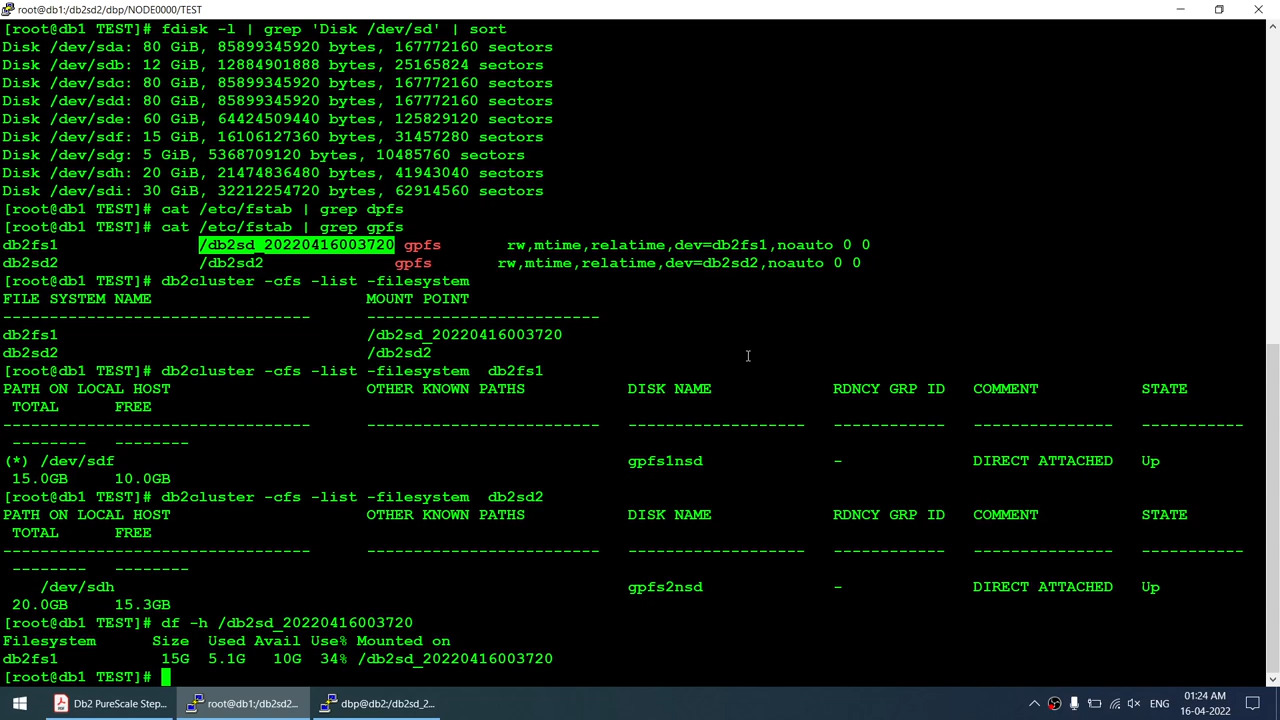 root@db1:/db2sd2/dbp/NODE0000/TEST
[root@db1 TEST]# fdisk -l | grep 'Disk /dev/sd' | sort
Disk /dev/sda: 80 GiB, 85899345920 bytes, 167772160 sectors
Disk /dev/sdb: 12 GiB, 12884901888 bytes, 25165824 sectors
Disk /dev/sdc: 80 GiB, 85899345920 bytes, 167772160 sectors
Disk /dev/sdd: 80 GiB, 85899345920 bytes, 167772160 sectors
Disk /dev/sde: 60 GiB, 64424509440 bytes, 125829120 sectors
Disk /dev/sdf: 15 GiB, 16106127360 bytes, 31457280 sectors
Disk /dev/sdg: 5 GiB, 5368709120 bytes, 10485760 sectors
Disk /dev/sdh: 20 GiB, 21474836480 bytes, 41943040 sectors
Disk /dev/sdi: 30 GiB, 32212254720 bytes, 62914560 sectors
[root@db1 TEST]# cat /etc/fstab | grep dpfs
[root@db1 TEST]# cat /etc/fstab | grep gpfs
db2fs1 /db2sd_20220416003720 gpfs rw,mtime,relatime,dev=db2fs1,noauto 0 0
db2sd2 /db2sd2 gpfs rw,mtime,relatime,dev=db2sd2,noauto 0 0
[root@db1 TEST]# db2cluster -cfs -list -filesystem
FILE SYSTEM NAME MOUNT POINT
--------------------------------- -------------------------
db2fs1 /db2sd_20220416003720
db2sd2 /db2sd2
[root@db1 TEST]# db2cluster -cfs -list -filesystem  db2fs1
PATH ON LOCAL HOST OTHER KNOWN PATHS DISK NAME RDNCY GRP ID COMMENT STATE
TOTAL FREE
--------------------------------- ------------------------- ------------------- ------------ --------------- -----------
-------- --------
(*) /dev/sdf gpfs1nsd - DIRECT ATTACHED Up
15.0GB 10.0GB
[root@db1 TEST]# db2cluster -cfs -list -filesystem  db2sd2
PATH ON LOCAL HOST OTHER KNOWN PATHS DISK NAME RDNCY GRP ID COMMENT STATE
TOTAL FREE
--------------------------------- ------------------------- ------------------- ------------ --------------- -----------
-------- --------
/dev/sdh gpfs2nsd - DIRECT ATTACHED Up
20.0GB 15.3GB
[root@db1 TEST]# df -h /db2sd_20220416003720
Filesystem Size Used Avail Use% Mounted on
db2fs1 15G 5.1G 10G 34% /db2sd_20220416003720
[root@db1 TEST]#
Db2 PureScale Step... root@db1:/db2sd2... dbp@db2:/db2sd_2... ENG 01:24 AM
16-04-2022